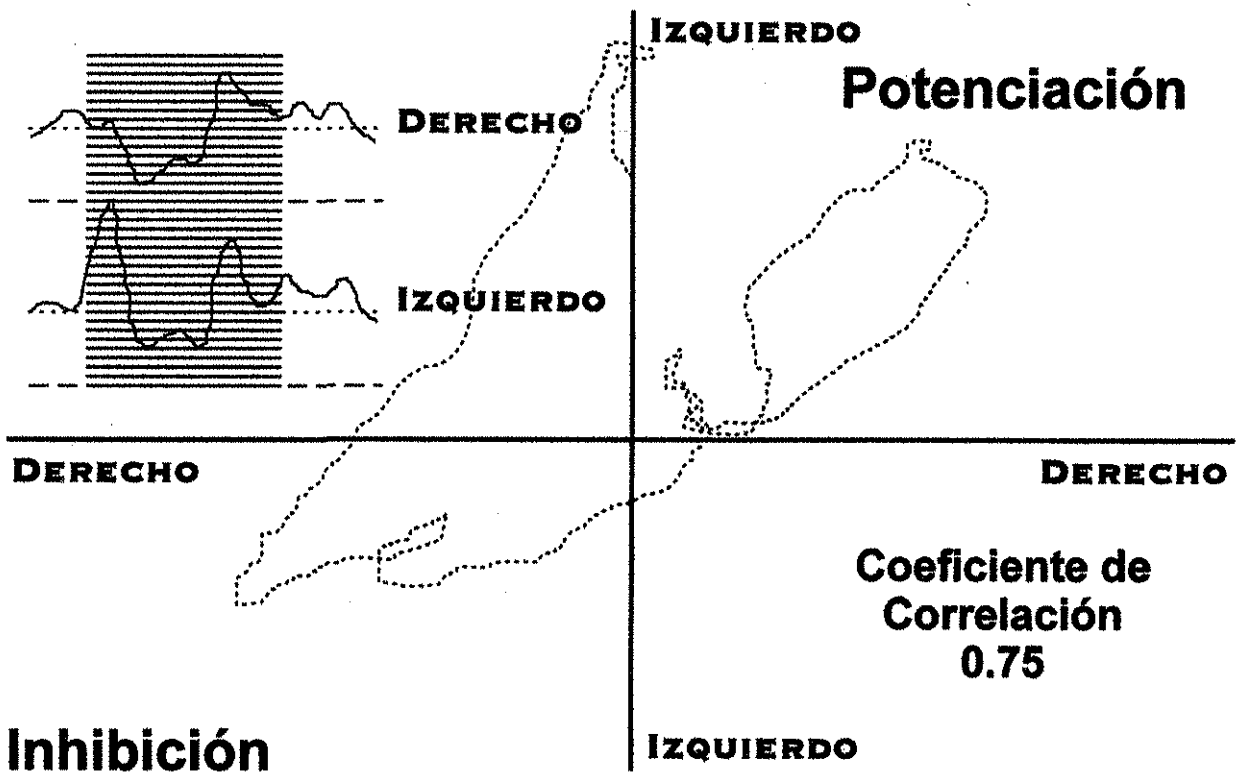 IZQUIERDO
Potenciación
DERECHO
IZQUIERDO
DERECHO
DERECHO
Coeficiente de
Correlación
0.75
Inhibición
IZQUIERDO